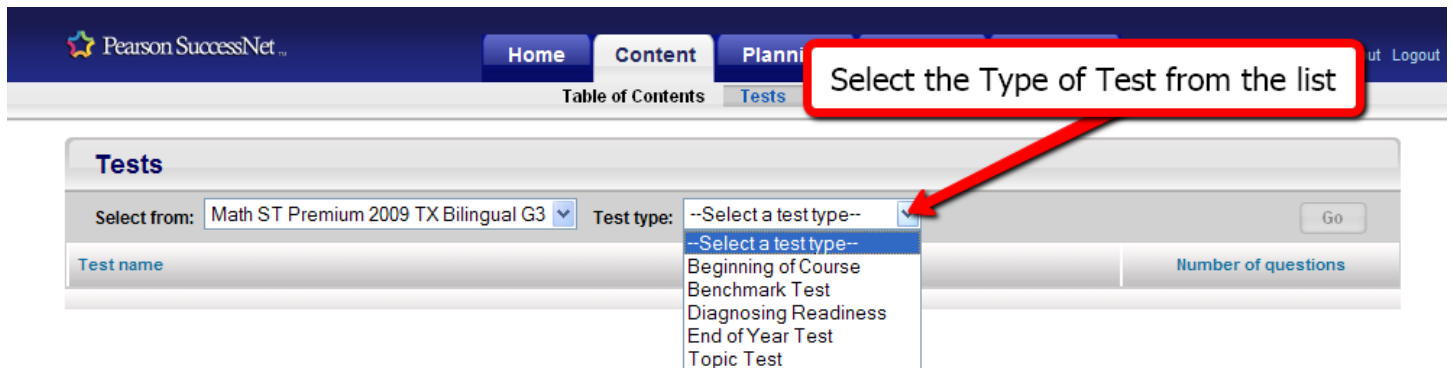 Pearson SuccessNet TM
Home Content Planni
ut Logout
Select the Type of Test from the list
Table of Contents Tests
Tests
Select from: Math ST Premium 2009 TX Bilingual G3 Test type: --Select a test type-- Go
--Select a test type--
Test name Number of questions
Beginning of Course
Benchmark Test
Diagnosing Readiness
End of Year Test
Topic Test